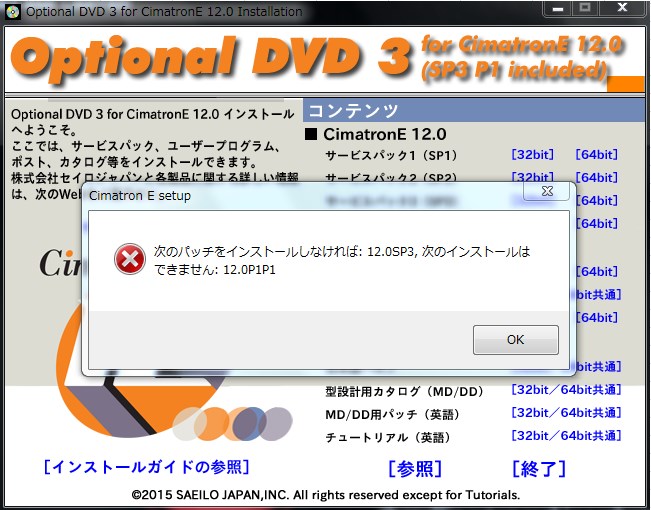 Optional DVD 3 for CimatronE 12.0 Installation
Optional DVD 3
for CimatronE 12.0
(SP3 P1 included)
Optional DVD 3 for CimatronE 12.0 インストール
へようこそ。
ここでは、サービスパック、ユーザープログラム、
ポスト、カタログ等をインストールできます。
株式会社セイロジャパンと各製品に関する詳しい情報
は、次のWeb
コンテンツ
■ CimatronE 12.0
サービスパック1（SP1） [32bit] [64bit]
サービスパック2（SP2） [32bit] [64bit]
サービスパック3（SP3）
[64bit]
[64bit]
bit共通]
[64bit]
bit共通]
型設計用カタログ（MD/DD） [32bit／64bit共通]
MD/DD用パッチ（英語） [32bit／64bit共通]
チュートリアル（英語） [32bit／64bit共通]
Cimatron E setup
次のパッチをインストールしなければ: 12.0SP3, 次のインストールは
できません: 12.0P1P1
OK
Cim
[インストールガイドの参照] [参照] [終了]
©2015 SAEILO JAPAN,INC. All rights reserved except for Tutorials.